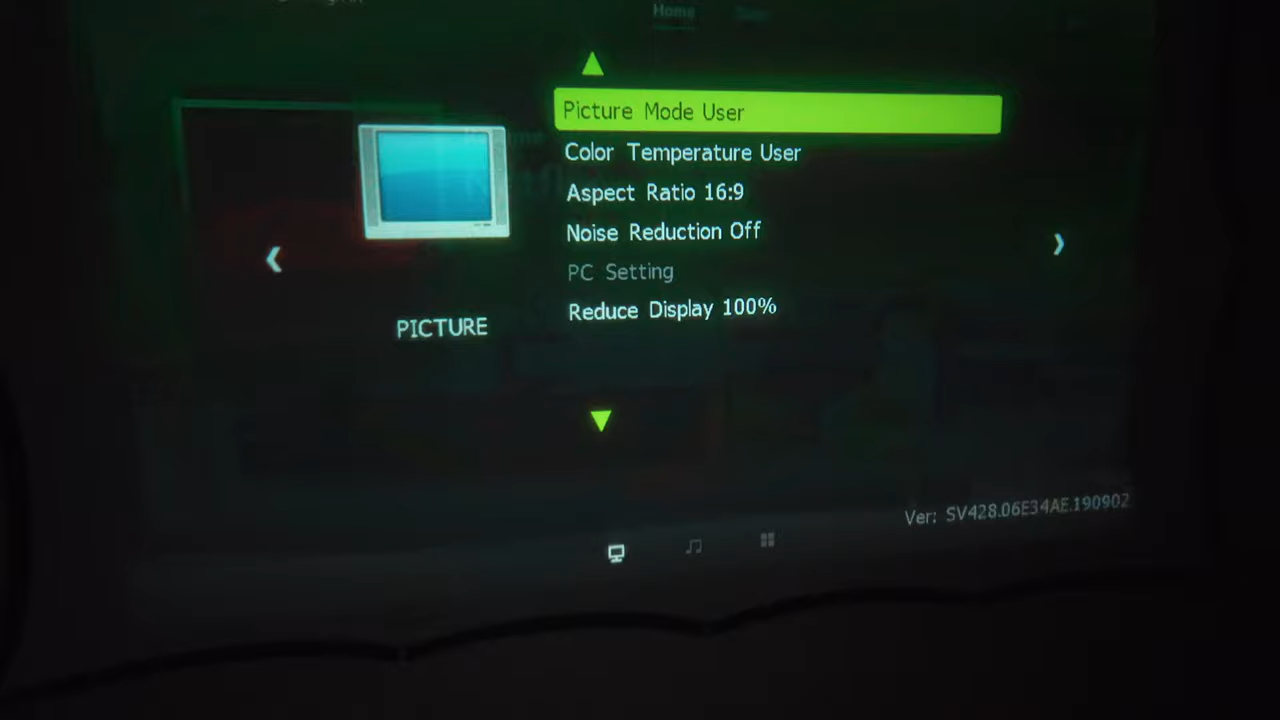 Home
Picture Mode User
Color Temperature User
Aspect Ratio 16:9
Noise Reduction Off
PC Setting
Reduce Display 100%
PICTURE
Ver: SV428.06E34AE.190902